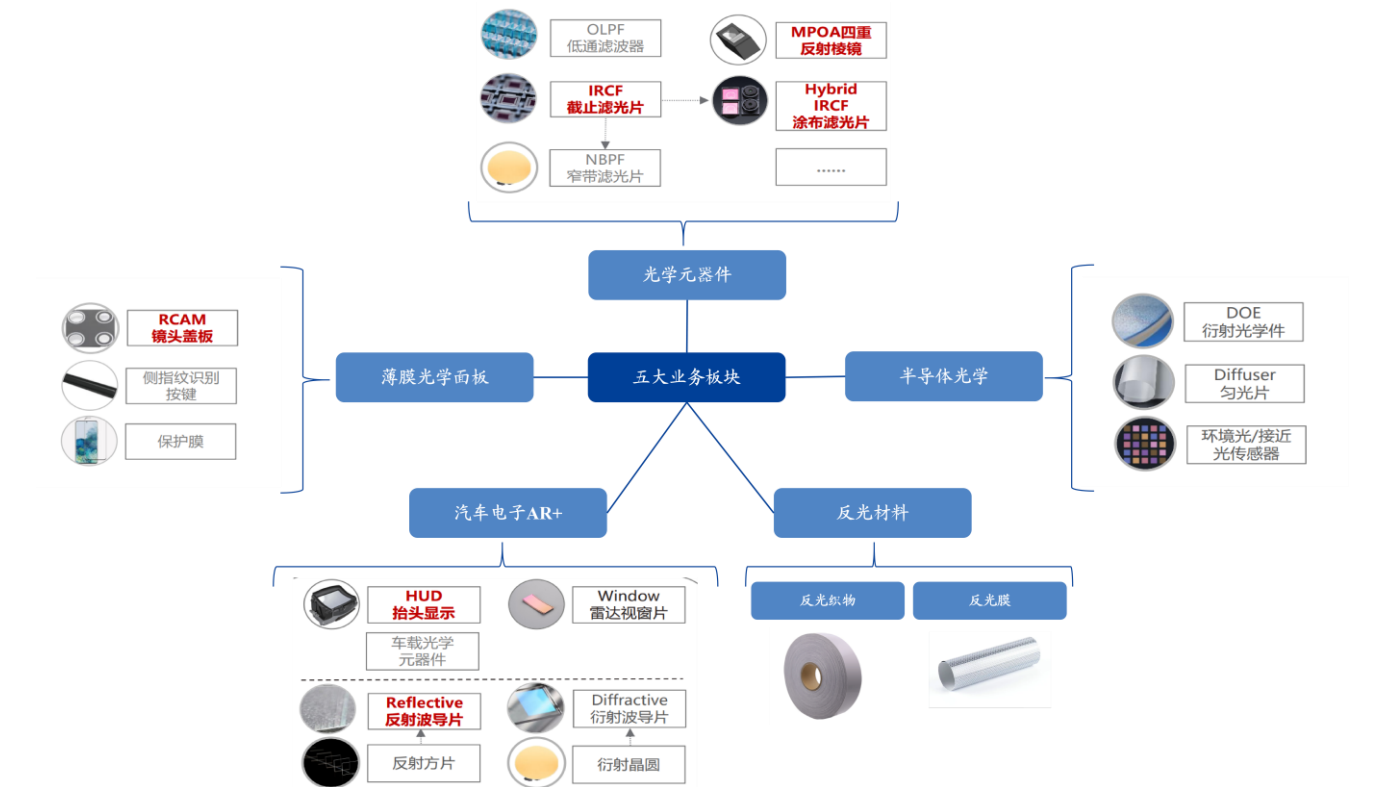 OLPF
低通滤波器
MPOA四重
反射棱镜
IRCF
截止滤光片
Hybrid
IRCF
涂布滤光片
NBPF
窄带滤光片
……
光学元器件
RCAM
镜头盖板
侧指纹识别
按键
保护膜
薄膜光学面板
五大业务板块
半导体光学
DOE
衍射光学件
Diffuser
匀光片
环境光/接近
光传感器
汽车电子AR+
反光材料
HUD
抬头显示
Window
雷达视窗片
车载光学
元器件
Reflective
反射波导片
Diffractive
衍射波导片
反射方片
衍射晶圆
反光织物
反光膜